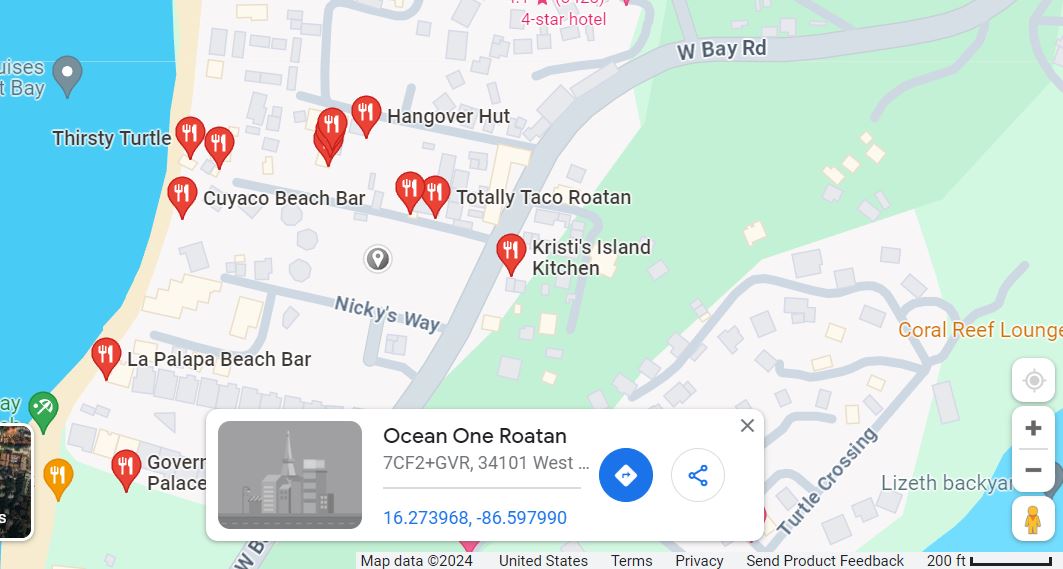 4-star hotel
W Bay Rd
uises
t Bay
Hangover Hut
Thirsty Turtle
Cuyaco Beach Bar
Totally Taco Roatan
Kristi's Island
Kitchen
Nicky's Way
Coral Reef Lounge
La Palapa Beach Bar
ay
Ocean One Roatan
7CF2+GVR, 34101 West ...
Govern
Palace
Turtle Crossing
Lizeth backyar
16.273968, -86.597990
W B
Map data ©2024 United States Terms Privacy Send Product Feedback 200 ft